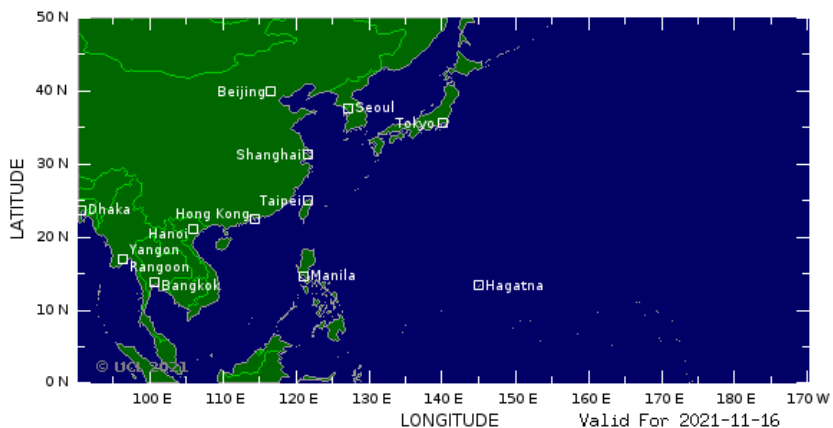 50 N
40 N
30 N
20 N
10 N
0 N
LATITUDE
Beijing
Seoul
Tokyo
Shanghai
Taipei
Dhaka
Hong Kong
Hanoi
Yangon
Rangoon
Bangkok
Manila
Hagatna
© UCL 2021
100 E 110 E 120 E 130 E 140 E 150 E 160 E 170 E 180 E 170 W
LONGITUDE
Valid For 2021-11-16